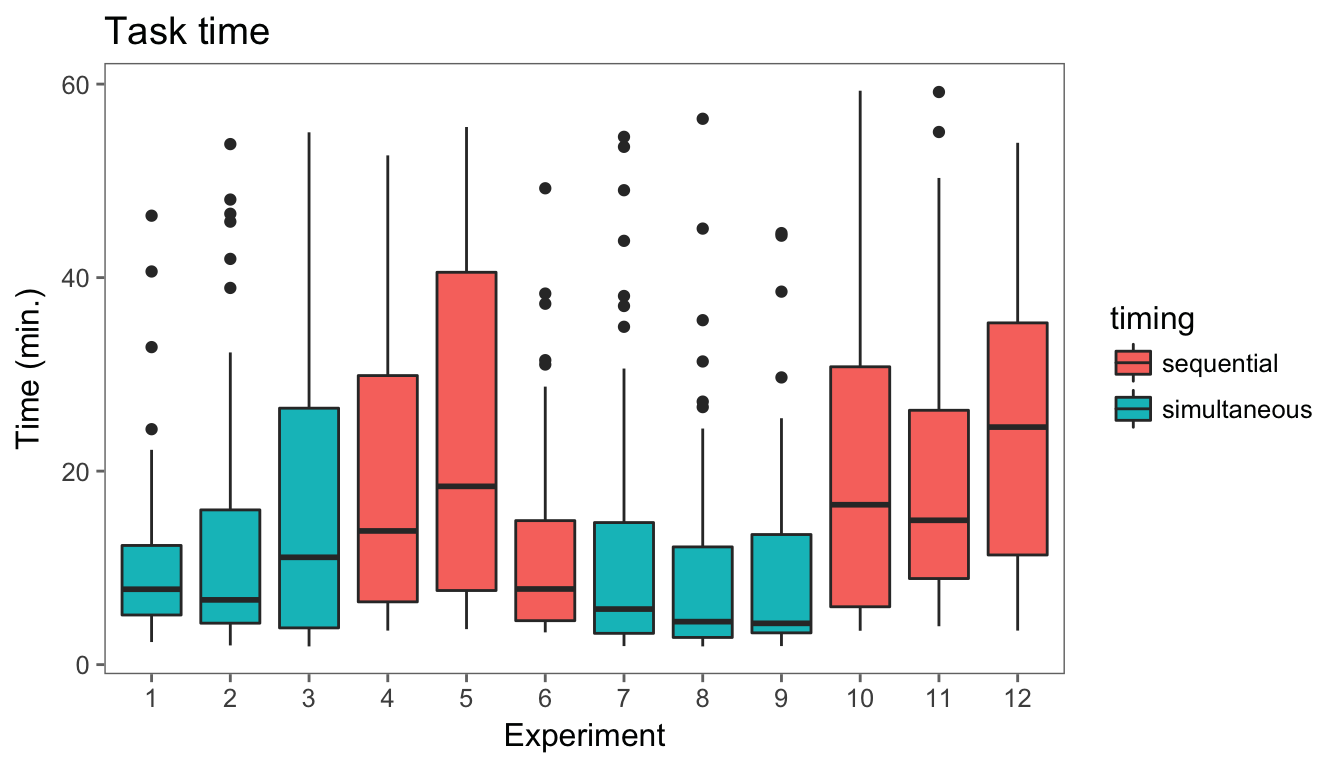 Task time
60
40
20
0
Time (min.)
1 2 3 4 5 6 7 8 9 10 11 12
Experiment
timing
sequential
simultaneous